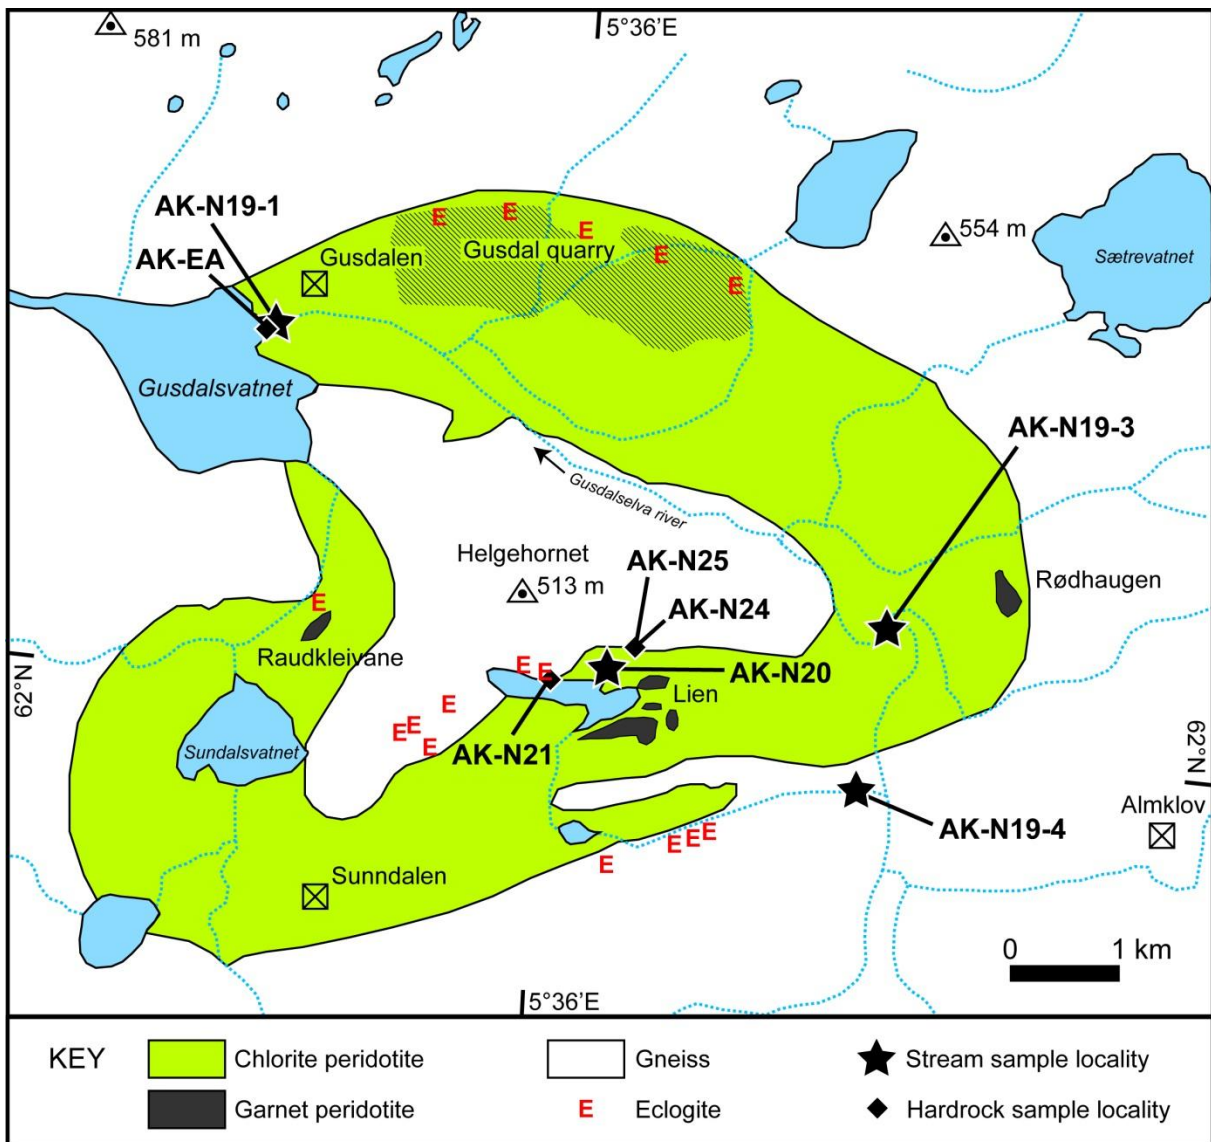 5°36'E
581 m
AK-N19-1
554 m
AK-EA
Gusdalen
Gusdal quarry
Sætrevatnet
E
E
E
E
E
Gusdalsvatnet
AK-N19-3
Gusdalselva river
Helgehornet
AK-N25
513 m
AK-N24
Rødhaugen
E
Raudkleivane
62°N
E
E
AK-N20
Lien
E
E
E
E
Sundalsvatnet
AK-N21
62°N
Almklov
AK-N19-4
E
E
E
E
Sunndalen
0 1 km
5°36'E
KEY
Chlorite peridotite
Gneiss
Stream sample locality
Garnet peridotite
E Eclogite
Hardrock sample locality